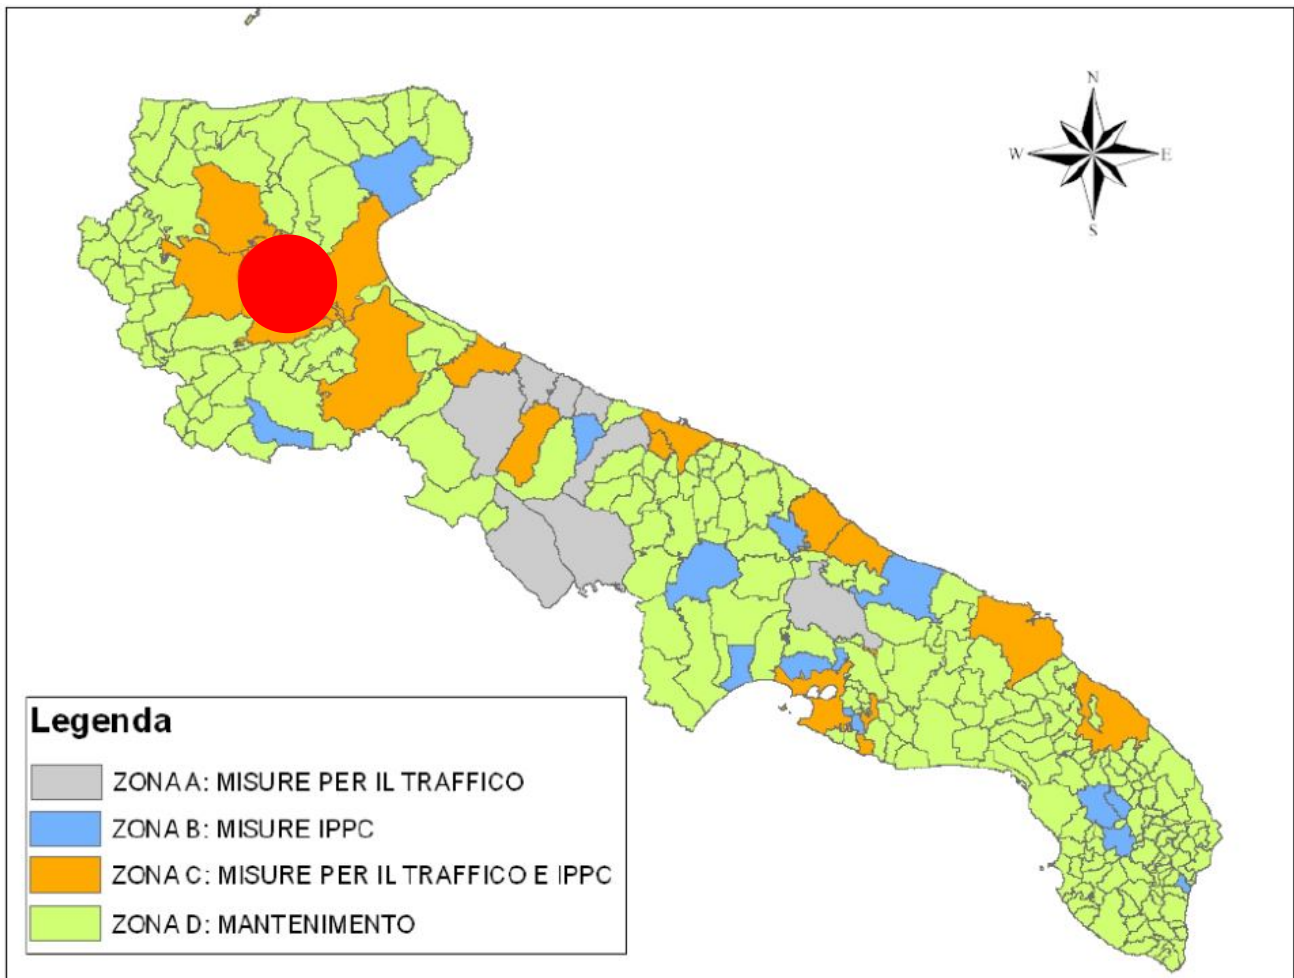 N
W E
S
Legenda
ZONA A: MISURE PER IL TRAFFICO
ZONA B: MISURE IPPC
ZONA C: MISURE PER IL TRAFFICO E IPPC
ZONA D: MANTENIMENTO